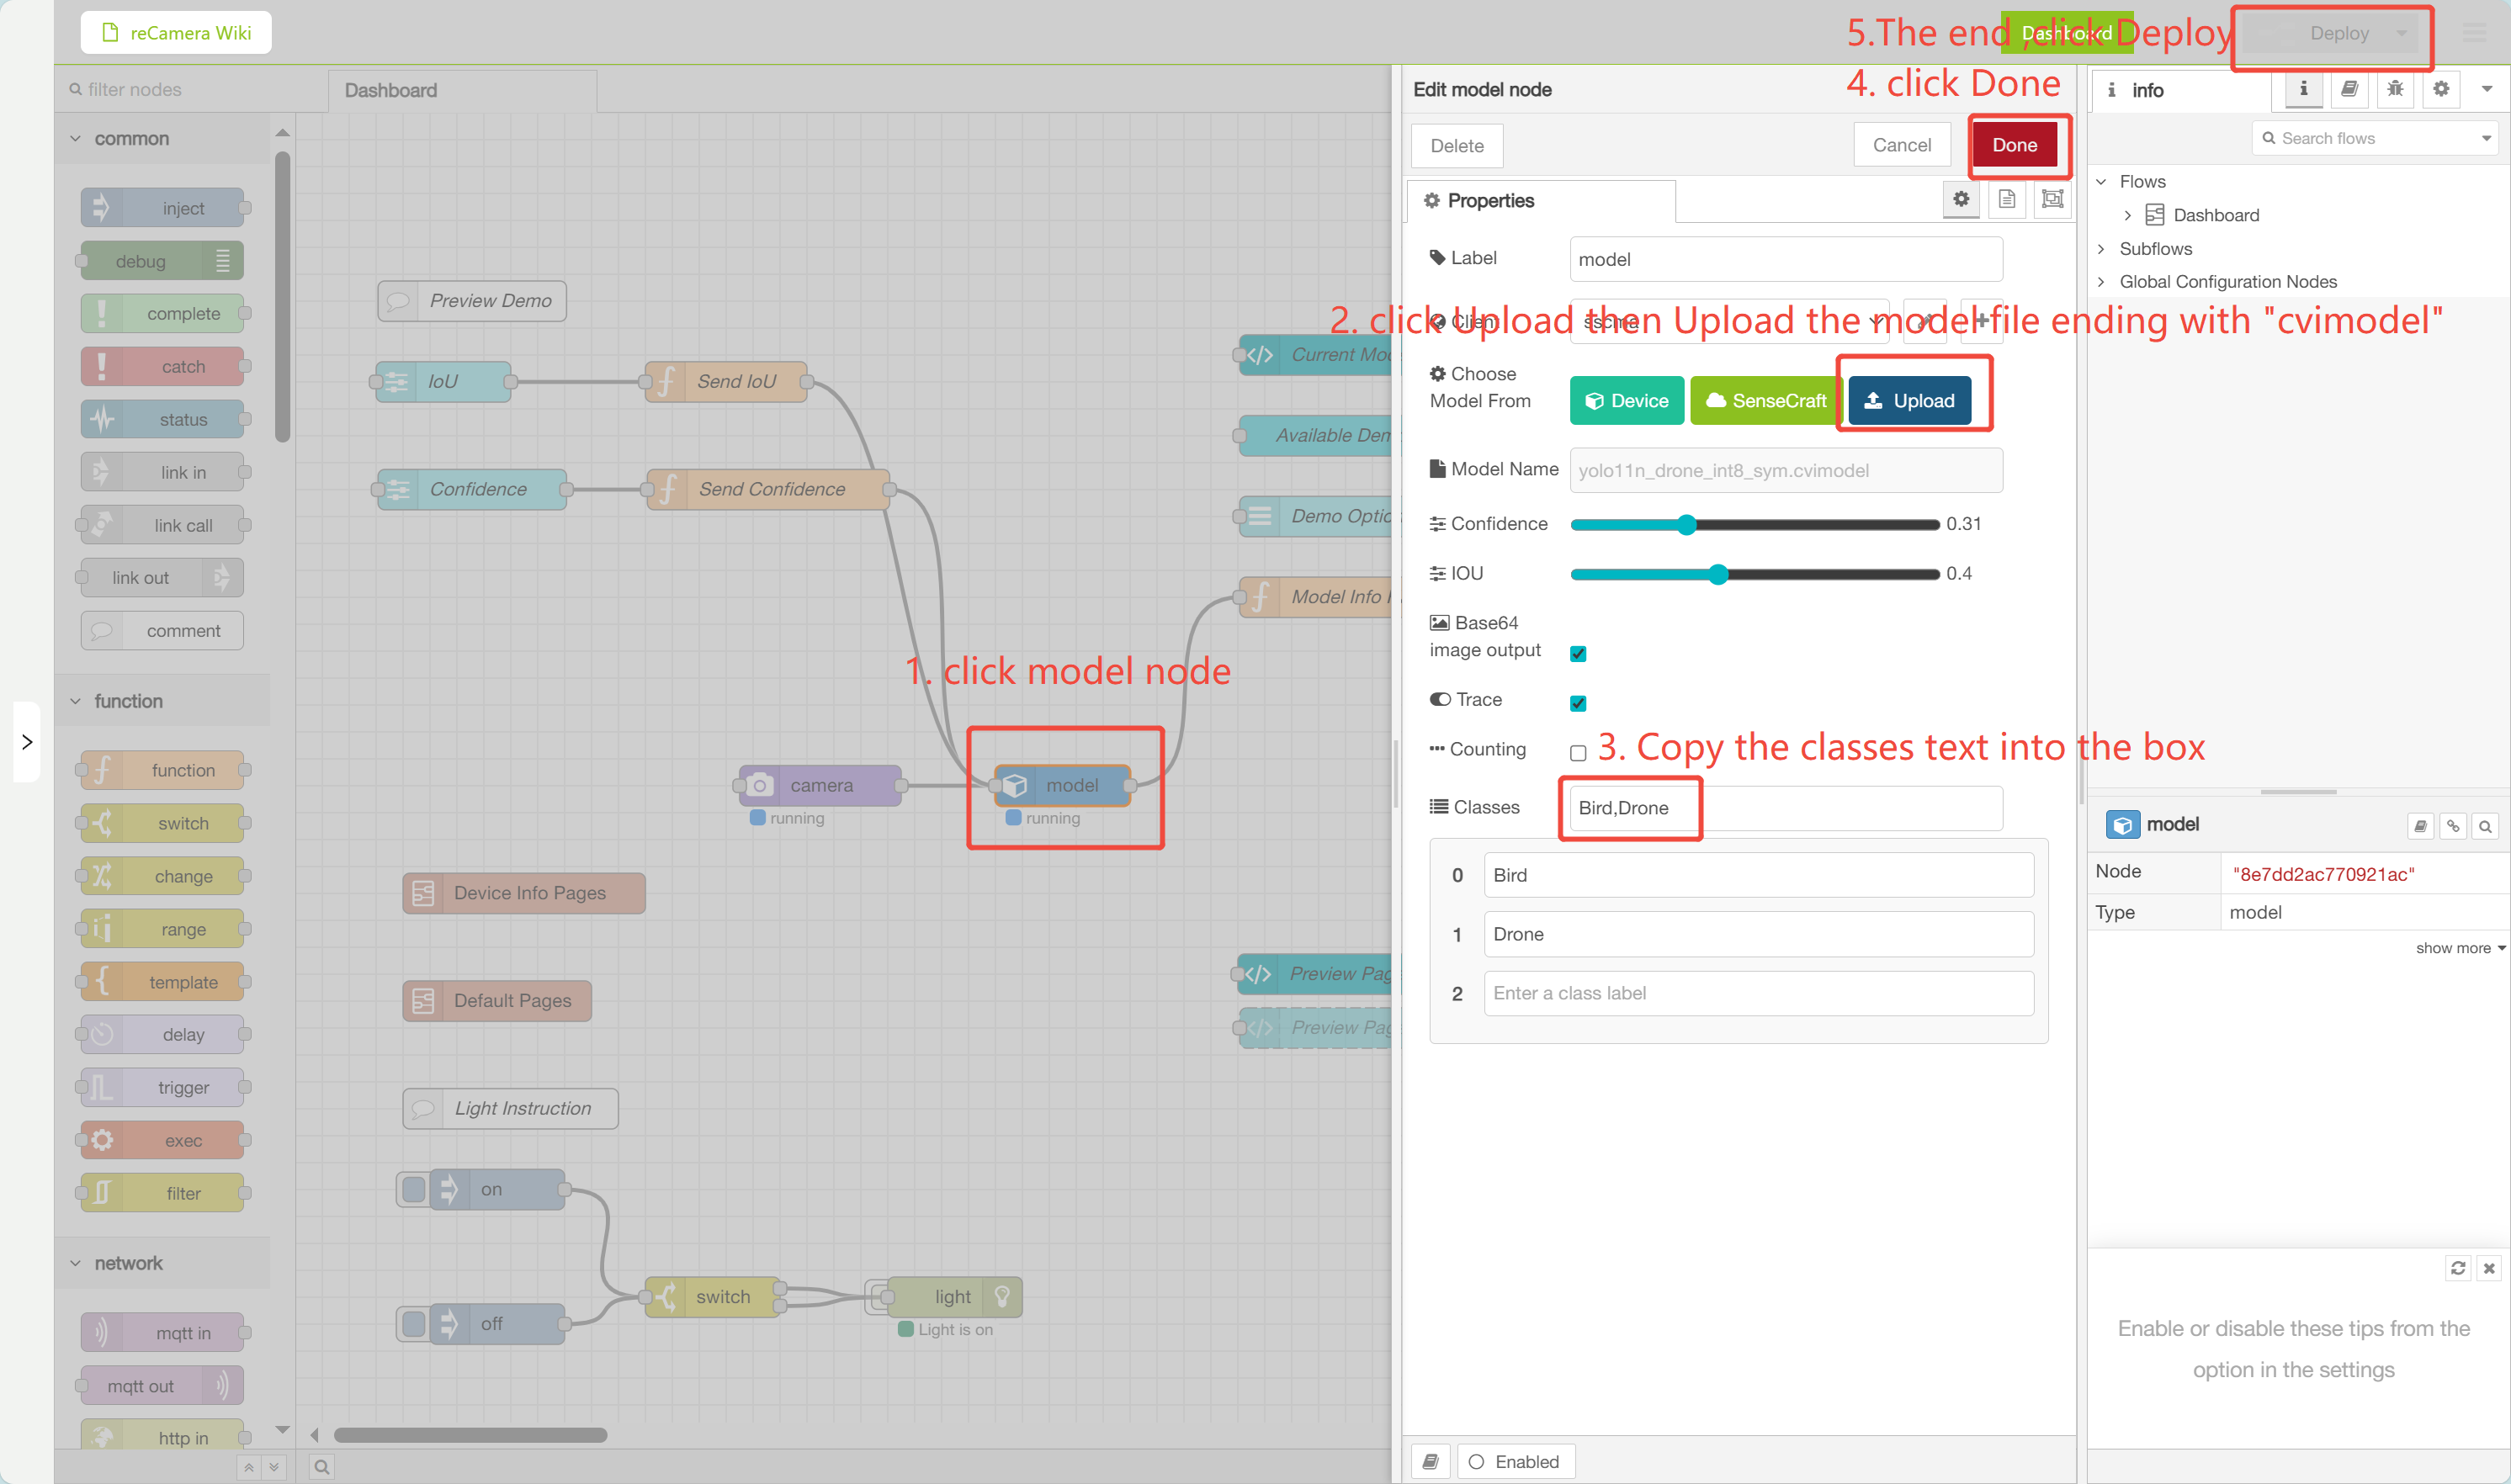 reCamera Wiki
Dashboard
5.The end ,click Deploy
Deploy
filter nodes
Dashboard
common
inject
debug
complete
catch
status
link in
link call
link out
comment
function
function
switch
change
range
template
delay
trigger
exec
filter
network
mqtt in
mqtt out
http in
Preview Demo
IoU
Send IoU
Confidence
Send Confidence
1. click model node
camera
running
model
running
Device Info Pages
Default Pages
Light Instruction
on
off
switch
light
Light is on
Current Mo
Available Den
Demo Optic
Model Info
Preview Pag
Preview Pag
Edit model node
4. click Done
Delete
Cancel
Done
Properties
Label
model
Client
sscma
2. click Upload then Upload the model file ending with "cvimodel"
Choose
Model From
Device
SenseCraft
Upload
Model Name
yolo11n_drone_int8_sym.cvimodel
Confidence
0.31
IOU
0.4
Base64
image output
Trace
Counting
3. Copy the classes text into the box
Classes
Bird,Drone
0
Bird
1
Drone
2
Enter a class label
Enabled
info
Search flows
Flows
Dashboard
Subflows
Global Configuration Nodes
model
Node
"8e7dd2ac770921ac"
Type
model
show more
Enable or disable these tips from the
option in the settings